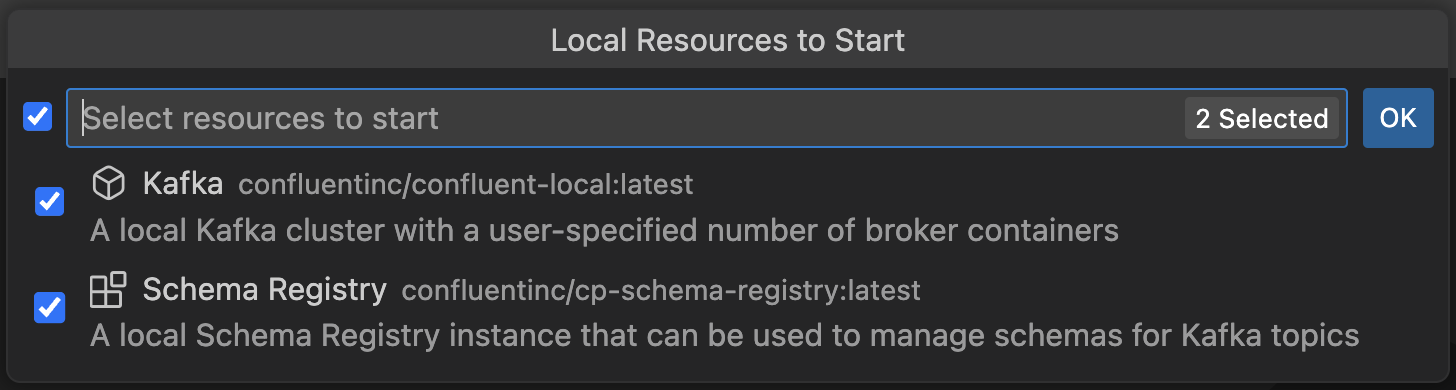 Local Resources to Start
Select resources to start 2 Selected OK
Kafka confluentinc/confluent-local:latest
A local Kafka cluster with a user-specified number of broker containers
Schema Registry confluentinc/cp-schema-registry:latest
A local Schema Registry instance that can be used to manage schemas for Kafka topics